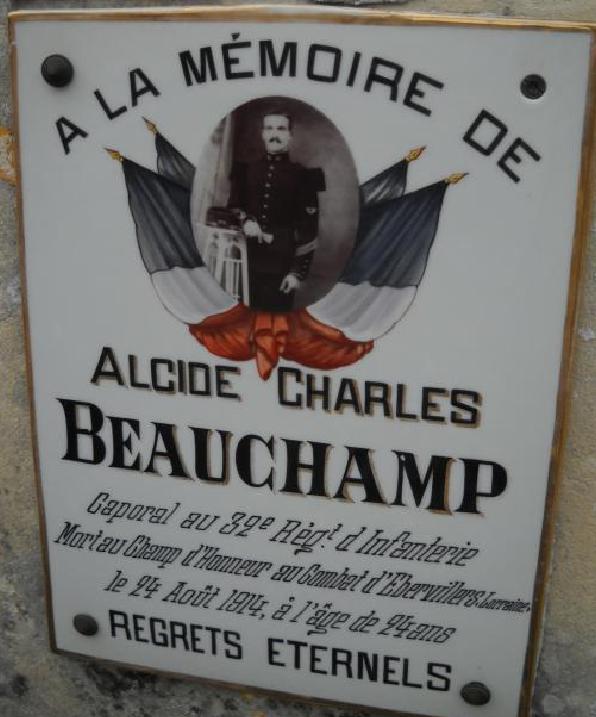 A LA MÉMOIRE DE
ALCIDE CHARLES
BEAUCHAMP
Caporal au 32e Régt. d'Infanterie
Mort au Champ d'Honneur au Combat d'Ebervillers, Lorraine,
le 24 Août 1914, à l'âge de 24 ans
REGRETS ETERNELS